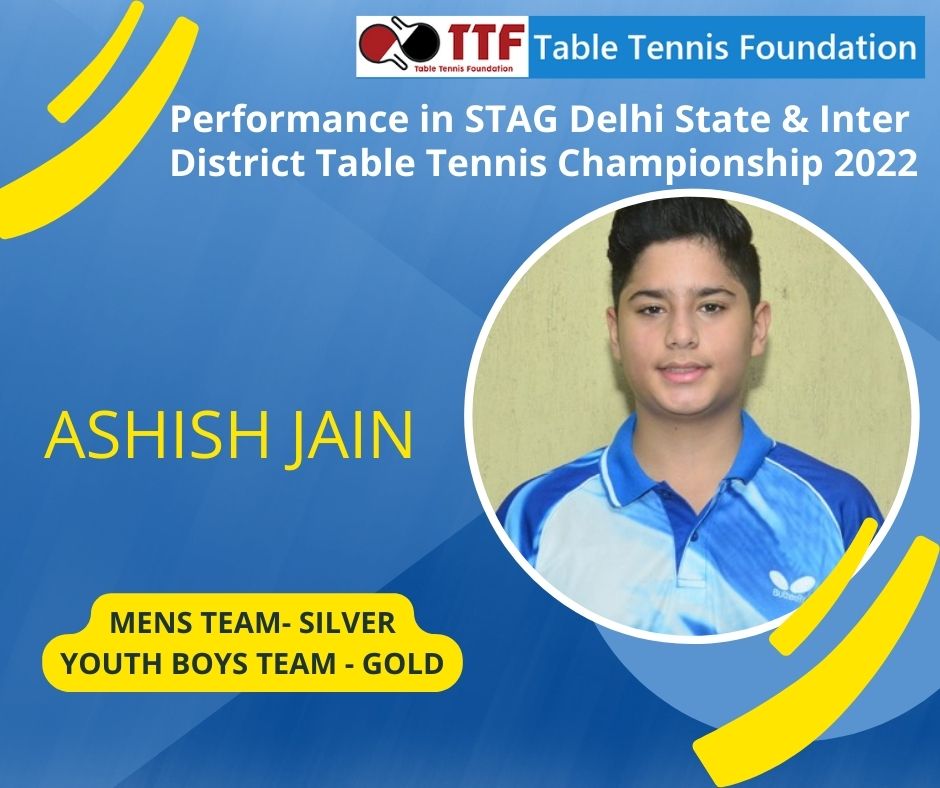 TTF
Table Tennis Foundation
Table Tennis Foundation
Performance in STAG Delhi State & Inter
District Table Tennis Championship 2022
ASHISH JAIN
MENS TEAM- SILVER
YOUTH BOYS TEAM - GOLD